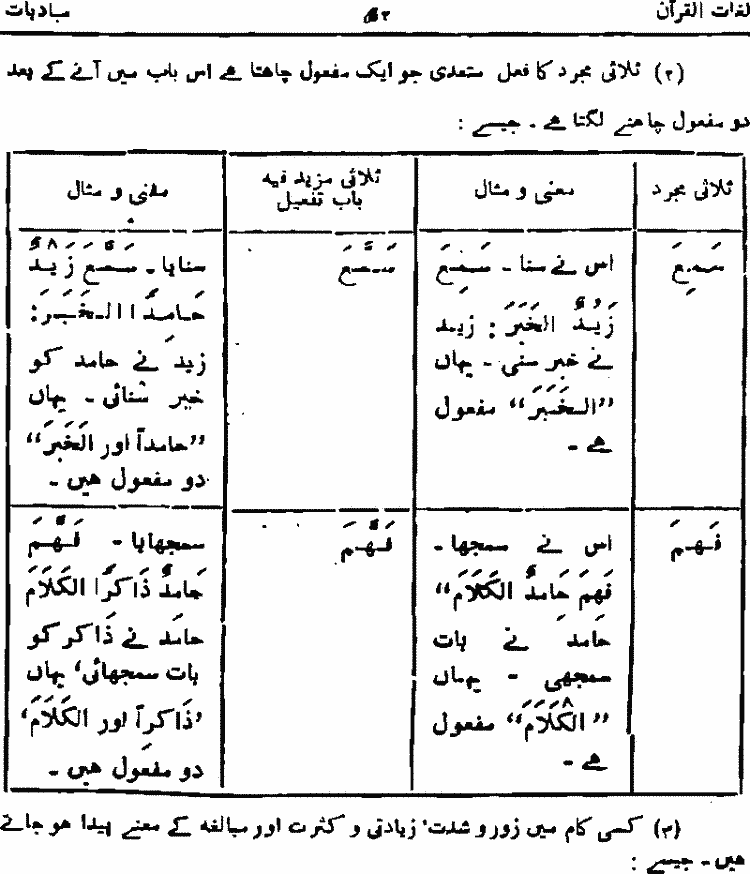 لغات القرآن
مبادیات
(۲) ثلاثی مجرد کا فعل متعدی جو ایک مفعول چاہتا ہے اس باب میں آنے کے بعد
دو مفعول چاہنے لگتا ہے ۔ جیسے :
ثلاثی مجرد
معنی و مثال
ثلاثی مزید فیہ
باب تفعیل
معنی و مثال
سَمِعَ
اس نے سنا ۔ سَمِعَ
زَیْدٌ الخَبَرَ : زید
نے خبر سنی ۔ یہاں
”الخَبَرَ“ مفعول
ہے ۔
سَمَّعَ
سنایا ۔ سَمَّعَ زَیْدٌ
حَامِدًا الخَبَرَ :
زید نے حامد کو
خبر سنائی ۔ یہاں
”حامداً اور الخَبَرَ“
دو مفعول ہیں ۔
فَهِمَ
اس نے سمجھا ۔
فَهِمَ حَامِدٌ الکَلَامَ“
حامد نے بات
سمجھی ۔ یہاں
”الکَلَامَ“ مفعول
ہے ۔
فَهَّمَ
سمجھایا ۔ فَهَّمَ
حَامِدٌ ذَاکِرًا الکَلَامَ
حامد نے ذاکر کو
بات سمجھائی‘ یہاں
’ذَاکراً اور الکَلَامَ‘
دو مفعول ہیں ۔
(۳) کسی کام میں زور و شدت‘ زیادتی و کثرت اور مبالغہ کے معنے پیدا ہو جاتے
ہیں ۔ جیسے :